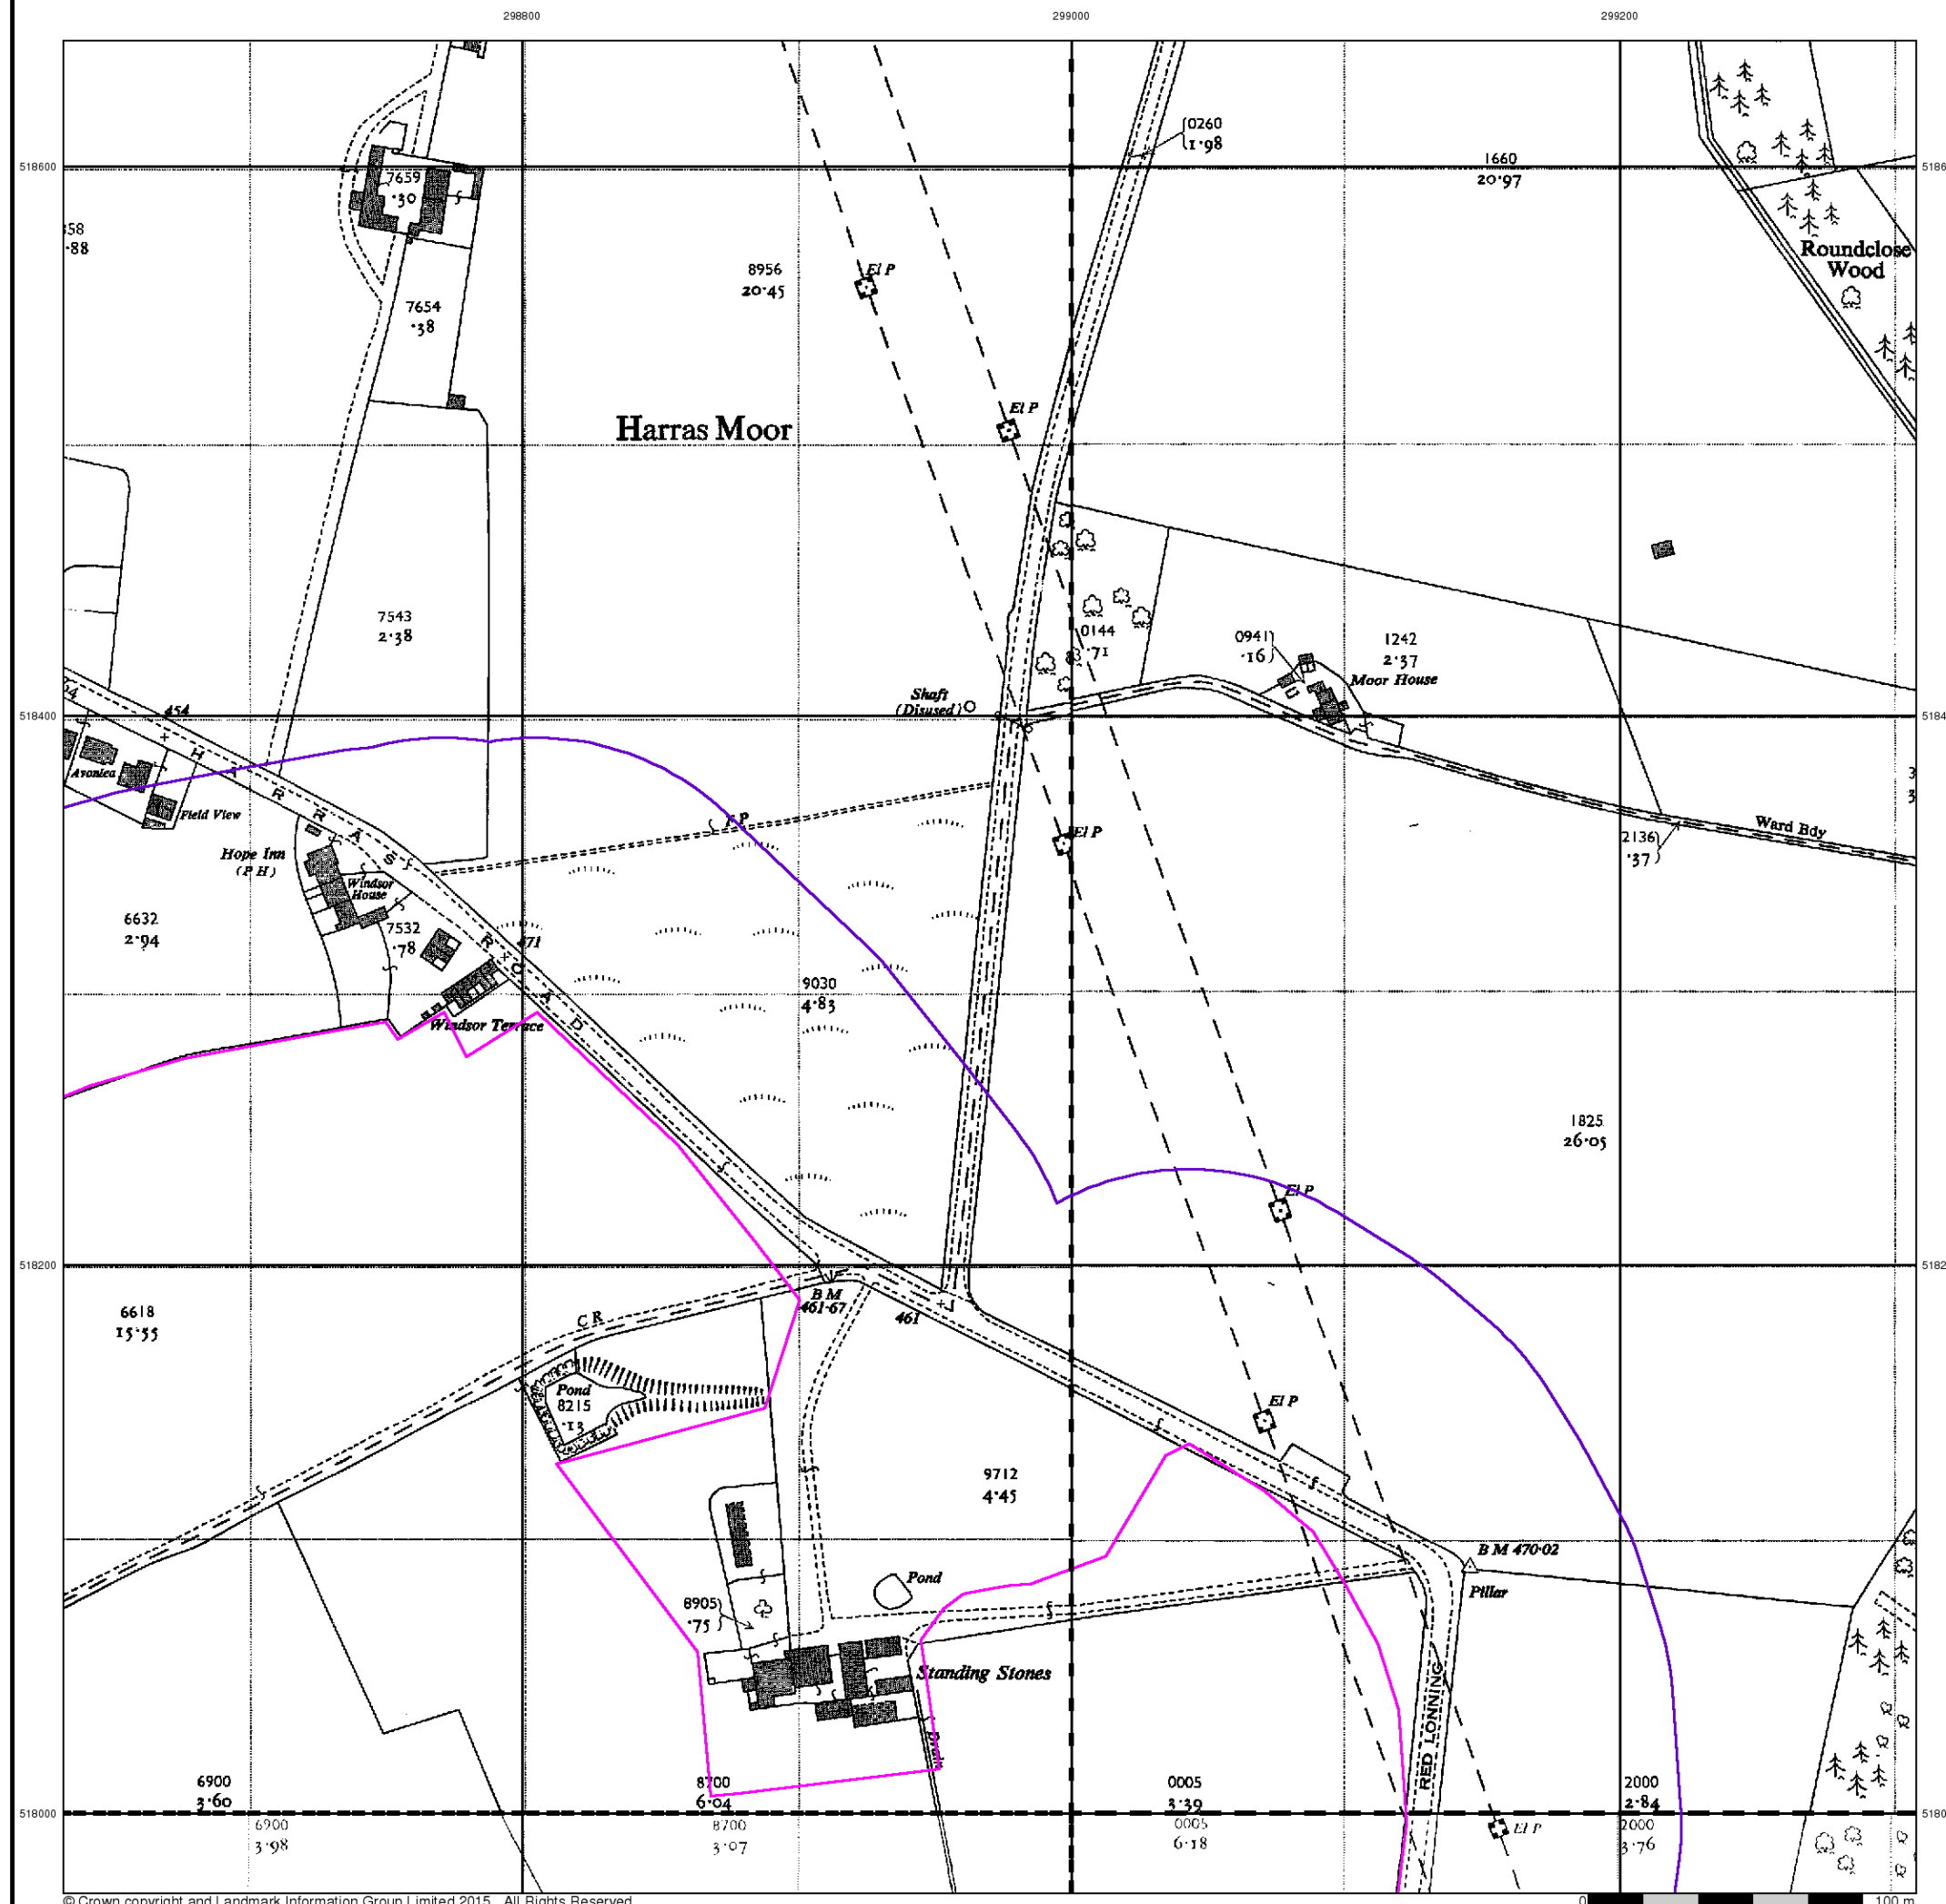 298800
299000
299200
518600
0260
1·98
1660
20·97
7659
·30
58
·88
Roundclose
Wood
8956
20·45
El P
7654
·38
El P
Harras Moor
7543
2·38
0144
·71
0941
·16
1242
2·37
Moor House
Shaft
(Disused)
518400
454
HARRAS ROAD
Avonlea
Field View
FP
El P
Ward Bdy
2136
·37
Hope Inn
(P H)
Windsor
House
6632
2·94
7532
·78
471
9030
4·83
Windsor Terrace
1825
26·05
El P
518200
B M
461·67
461
6618
15·55
C R
Pond
8215
·13
El P
9712
4·45
B M 470·02
Pillar
Pond
8905
·75
Standing Stones
Drain
RED LONNING
6900
3·60
8700
6·04
0005
3·39
2000
2·84
518000
6900
3·98
8700
3·07
0005
6·18
2000
3·76
El P
© Crown copyright and Landmark Information Group Limited 2015. All Rights Reserved.
0
100 m